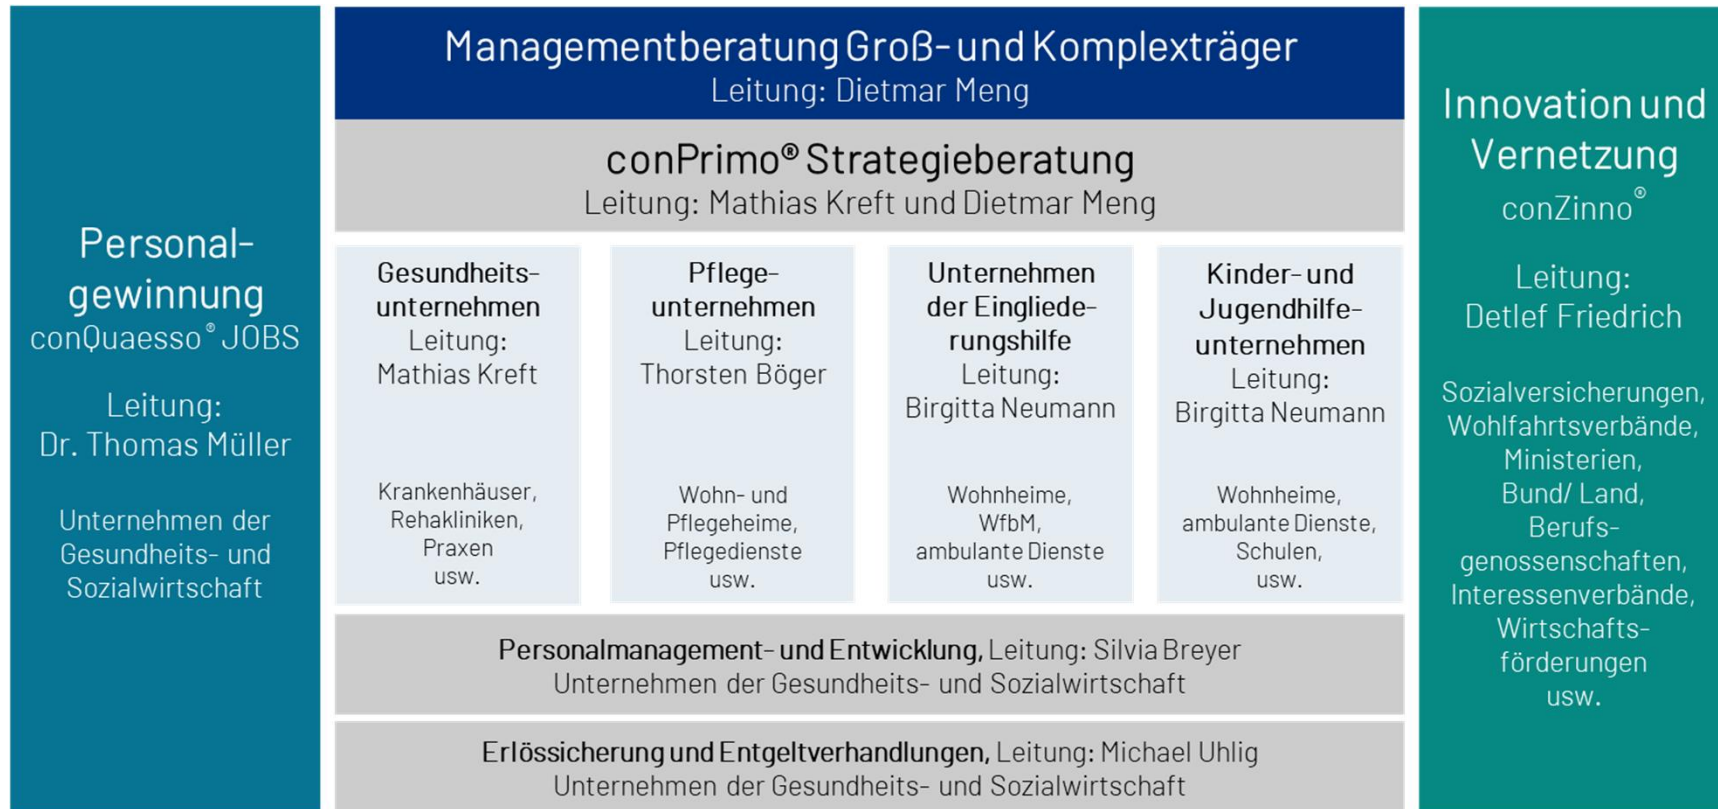 Personal-
gewinnung
conQuaesso® JOBS
Leitung:
Dr. Thomas Müller
Unternehmen der
Gesundheits- und
Sozialwirtschaft
Managementberatung Groß- und Komplexträger
Leitung: Dietmar Meng
conPrimo® Strategieberatung
Leitung: Mathias Kreft und Dietmar Meng
Gesundheits-
unternehmen
Leitung:
Mathias Kreft
Krankenhäuser,
Rehakliniken,
Praxen
usw.
Pflege-
unternehmen
Leitung:
Thorsten Böger
Wohn- und
Pflegeheime,
Pflegedienste
usw.
Unternehmen
der Eingliede-
rungshilfe
Leitung:
Birgitta Neumann
Wohnheime,
WfbM,
ambulante Dienste
usw.
Kinder- und
Jugendhilfe-
unternehmen
Leitung:
Birgitta Neumann
Wohnheime,
ambulante Dienste,
Schulen,
usw.
Personalmanagement- und Entwicklung, Leitung: Silvia Breyer
Unternehmen der Gesundheits- und Sozialwirtschaft
Erlössicherung und Entgeltverhandlungen, Leitung: Michael Uhlig
Unternehmen der Gesundheits- und Sozialwirtschaft
Innovation und
Vernetzung
conZinno®
Leitung:
Detlef Friedrich
Sozialversicherungen,
Wohlfahrtsverbände,
Ministerien,
Bund/ Land,
Berufs-
genossenschaften,
Interessenverbände,
Wirtschafts-
förderungen
usw.